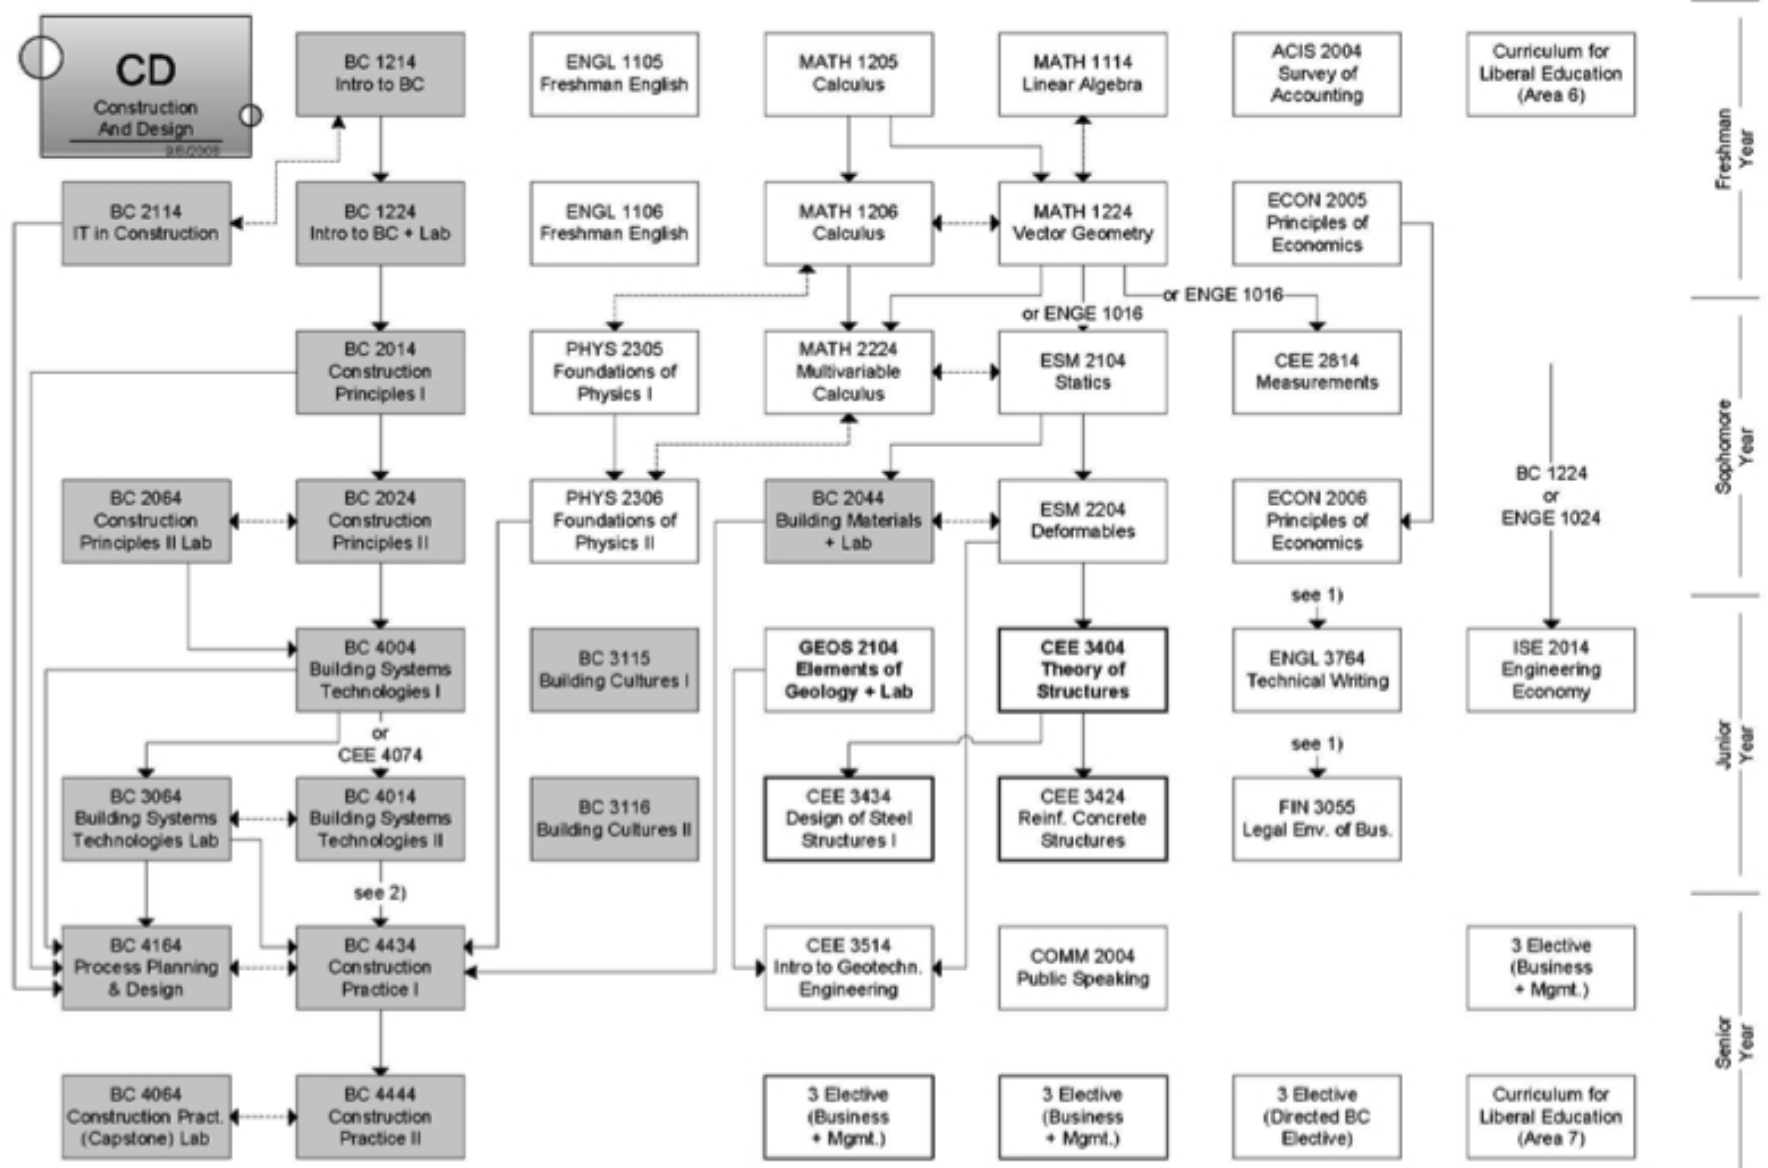 CD
Construction
And Design
9/6/2006
BC 1214
Intro to BC
ENGL 1105
Freshman English
MATH 1205
Calculus
MATH 1114
Linear Algebra
ACIS 2004
Survey of
Accounting
Curriculum for
Liberal Education
(Area 6)
Freshman
Year
BC 2114
IT in Construction
BC 1224
Intro to BC + Lab
ENGL 1106
Freshman English
MATH 1206
Calculus
MATH 1224
Vector Geometry
ECON 2005
Principles of
Economics
or ENGE 1016
or ENGE 1016
BC 2014
Construction
Principles I
PHYS 2305
Foundations of
Physics I
MATH 2224
Multivariable
Calculus
ESM 2104
Statics
CEE 2814
Measurements
Sophomore
Year
BC 2064
Construction
Principles II Lab
BC 2024
Construction
Principles II
PHYS 2306
Foundations of
Physics II
BC 2044
Building Materials
+ Lab
ESM 2204
Deformables
ECON 2006
Principles of
Economics
BC 1224
or
ENGE 1024
see 1)
BC 4004
Building Systems
Technologies I
BC 3115
Building Cultures I
GEOS 2104
Elements of
Geology + Lab
CEE 3404
Theory of
Structures
ENGL 3764
Technical Writing
ISE 2014
Engineering
Economy
Junior
Year
or
CEE 4074
see 1)
BC 3064
Building Systems
Technologies Lab
BC 4014
Building Systems
Technologies II
BC 3116
Building Cultures II
CEE 3434
Design of Steel
Structures I
CEE 3424
Reinf. Concrete
Structures
FIN 3055
Legal Env. of Bus.
see 2)
BC 4164
Process Planning
& Design
BC 4434
Construction
Practice I
CEE 3514
Intro to Geotechn.
Engineering
COMM 2004
Public Speaking
3 Elective
(Business
+ Mgmt.)
Senior
Year
BC 4064
Construction Pract.
(Capstone) Lab
BC 4444
Construction
Practice II
3 Elective
(Business
+ Mgmt.)
3 Elective
(Business
+ Mgmt.)
3 Elective
(Directed BC
Elective)
Curriculum for
Liberal Education
(Area 7)